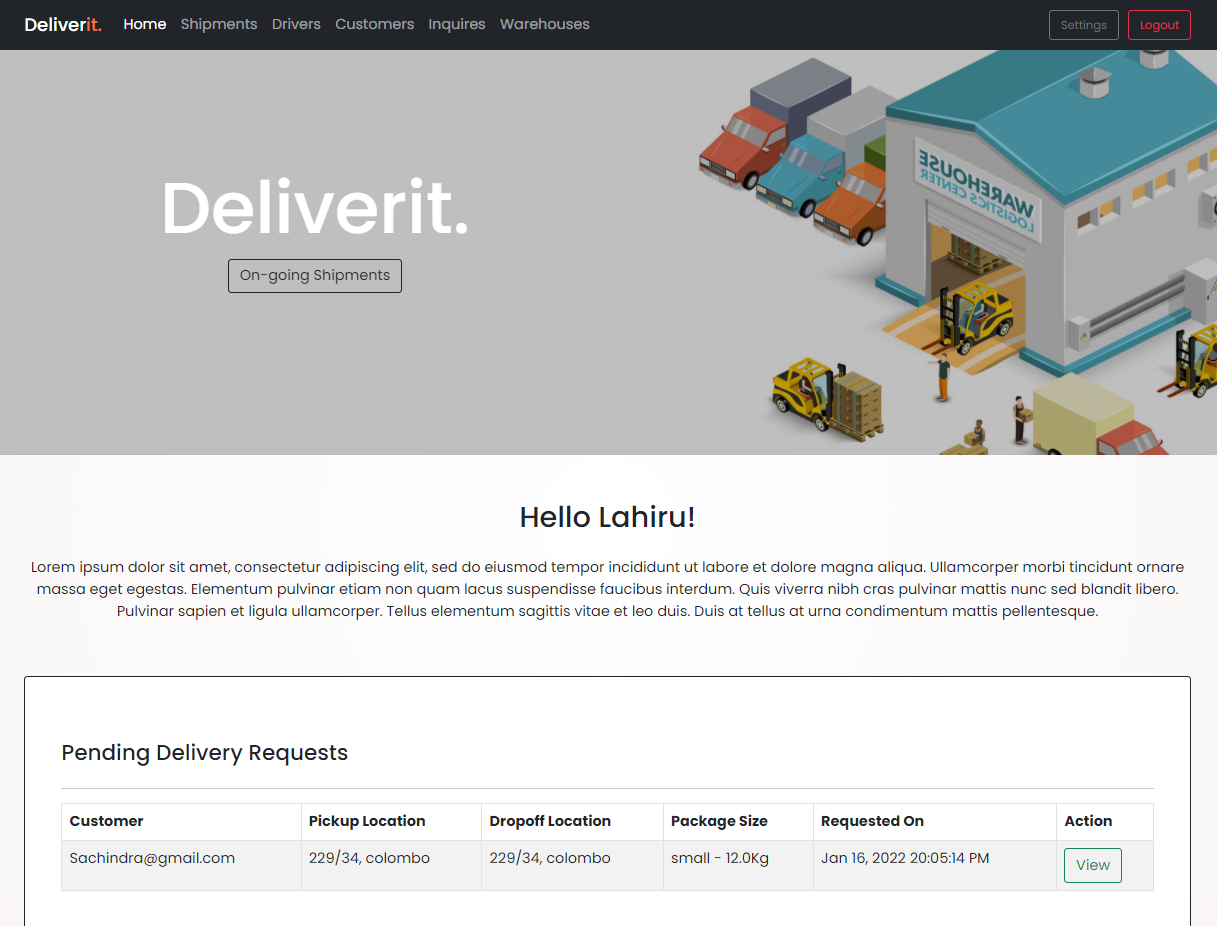 Deliverit. Home Shipments Drivers Customers Inquires Warehouses Settings Logout
WAREHOUSE
LOGISTICS CENTER
Deliverit.
On-going Shipments
Hello Lahiru!
Lorem ipsum dolor sit amet, consectetur adipiscing elit, sed do eiusmod tempor incididunt ut labore et dolore magna aliqua. Ullamcorper morbi tincidunt ornare
massa eget egestas. Elementum pulvinar etiam non quam lacus suspendisse faucibus interdum. Quis viverra nibh cras pulvinar mattis nunc sed blandit libero.
Pulvinar sapien et ligula ullamcorper. Tellus elementum sagittis vitae et leo duis. Duis at tellus at urna condimentum mattis pellentesque.
Pending Delivery Requests
Customer Pickup Location Dropoff Location Package Size Requested On Action
Sachindra@gmail.com 229/34, colombo 229/34, colombo small - 12.0Kg Jan 16, 2022 20:05:14 PM View